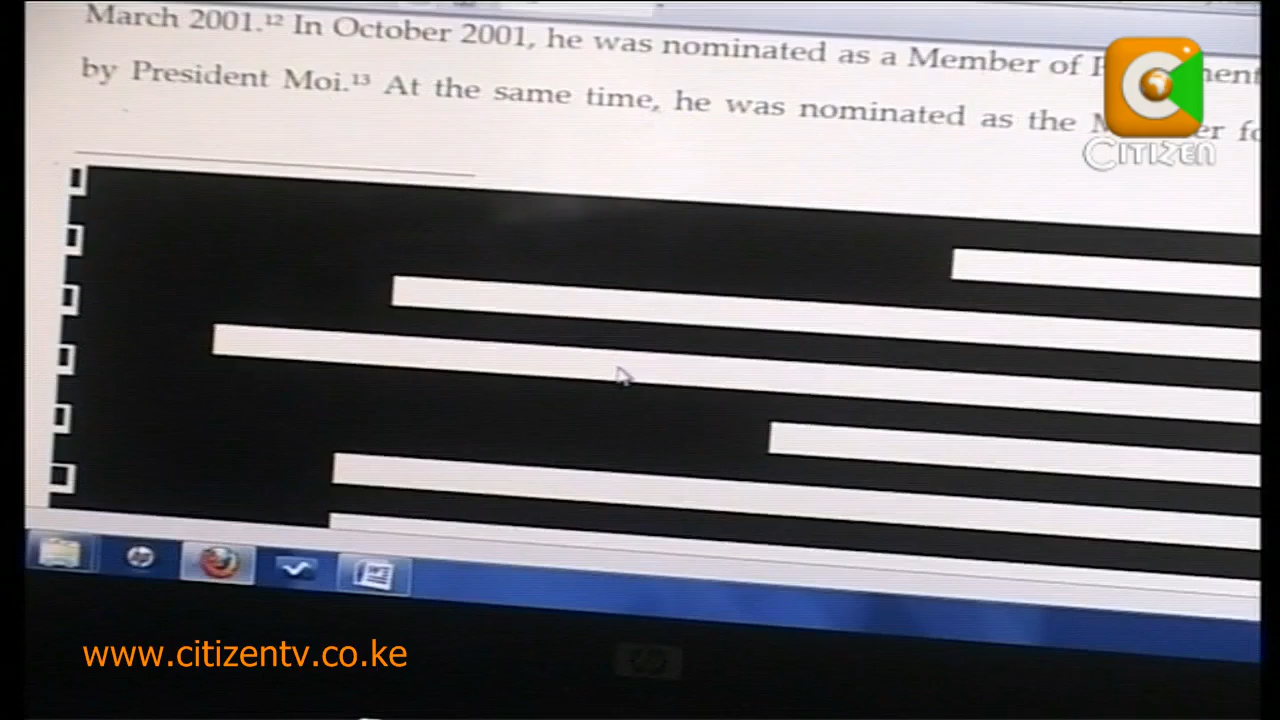 March 2001.¹² In October 2001, he was nominated as a Member of
by President Moi.¹³ At the same time, he was nominated as the
CITIZEN
www.citizentv.co.ke
hp